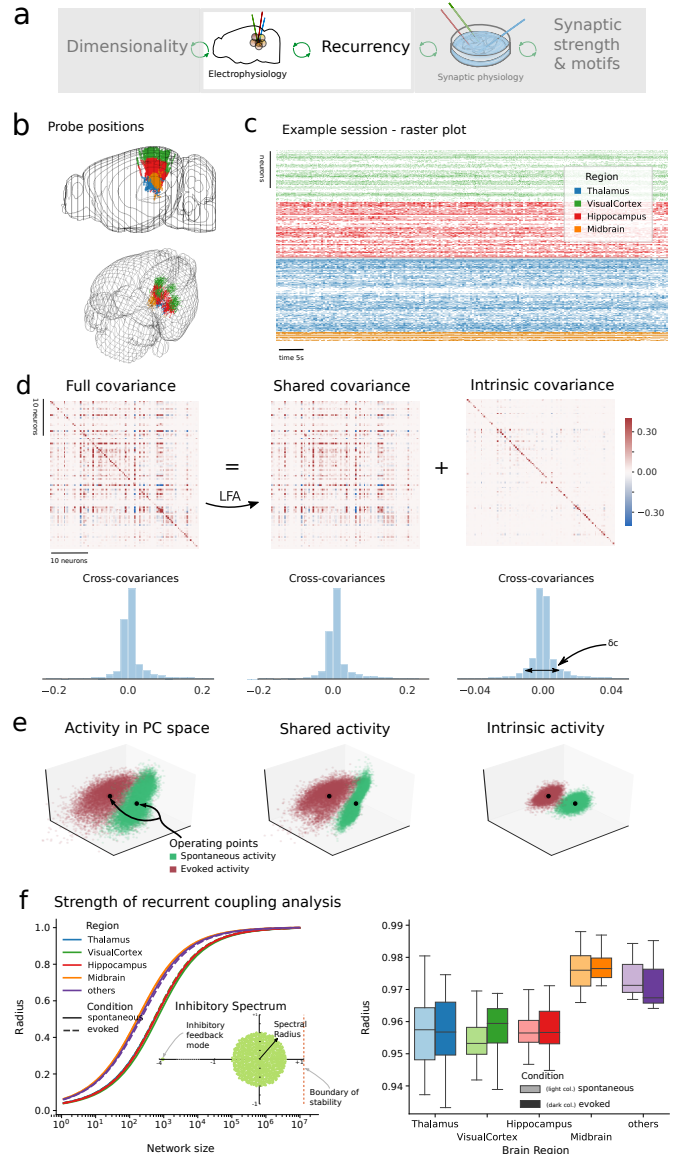 a
Dimensionality
Electrophysiology
Recurrency
Synaptic physiology
Synaptic
strength
& motifs
b
Probe positions
c
Example session - raster plot
neurons
Region
Thalamus
VisualCortex
Hippocampus
Midbrain
time 5s
d
Full covariance
Shared covariance
Intrinsic covariance
10 neurons
=
LFA
+
0.30
0.00
−0.30
10 neurons
Cross-covariances
Cross-covariances
Cross-covariances
δc
−0.2 0.0 0.2
−0.2 0.0 0.2
−0.04 0.00 0.04
e
Activity in PC space
Shared activity
Intrinsic activity
Operating points
Spontaneous activity
Evoked activity
f
Strength of recurrent coupling analysis
Radius
1.0
0.8
0.6
0.4
0.2
0.0
Region
Thalamus
VisualCortex
Hippocampus
Midbrain
others
Condition
spontaneous
evoked
Inhibitory Spectrum
Inhibitory
feedback
mode
Spectral
Radius
+1
-1
-4
+1
Boundary of
stability
10⁰ 10¹ 10² 10³ 10⁴ 10⁵ 10⁶ 10⁷
Network size
Radius
0.99
0.98
0.97
0.96
0.95
0.94
Condition
(light col.) spontaneous
(dark col.) evoked
Thalamus
VisualCortex
Hippocampus
Midbrain
others
Brain Region